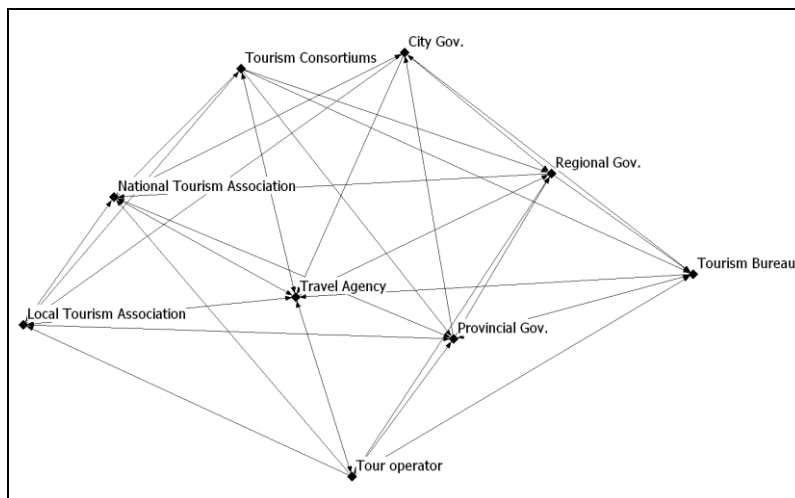 City Gov.
Tourism Consortiums
Regional Gov.
National Tourism Association
Tourism Bureau
Travel Agency
Local Tourism Association
Provincial Gov.
Tour operator